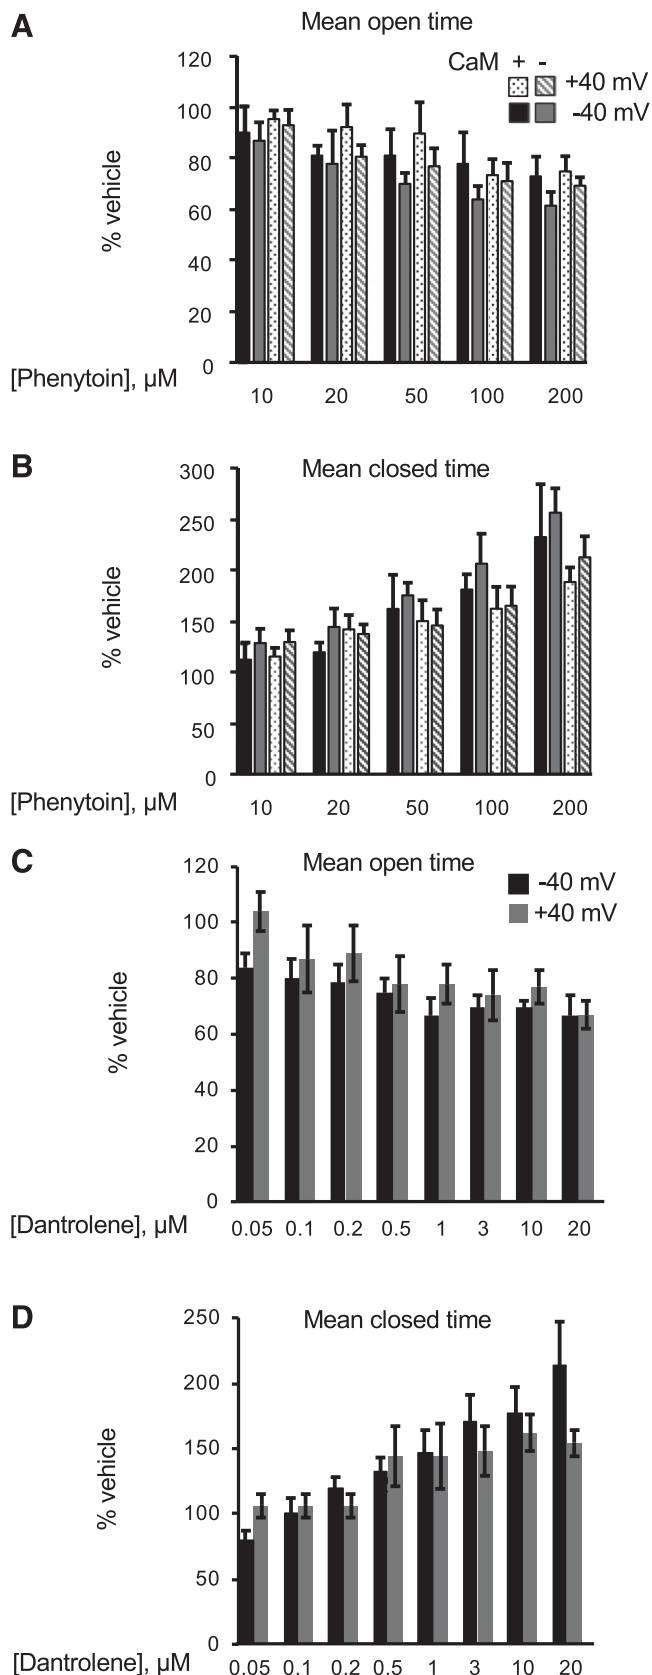 A
Mean open time
CaM + -
+40 mV
-40 mV
120
100
80
60
40
20
0
% vehicle
[Phenytoin], µM
10 20 50 100 200
B
Mean closed time
300
250
200
150
100
50
0
% vehicle
[Phenytoin], µM
10 20 50 100 200
C
Mean open time
-40 mV
+40 mV
120
100
80
60
40
20
0
% vehicle
[Dantrolene], µM 0.05 0.1 0.2 0.5 1 3 10 20
D
Mean closed time
250
200
150
100
50
0
% vehicle
[Dantrolene], µM 0.05 0.1 0.2 0.5 1 3 10 20